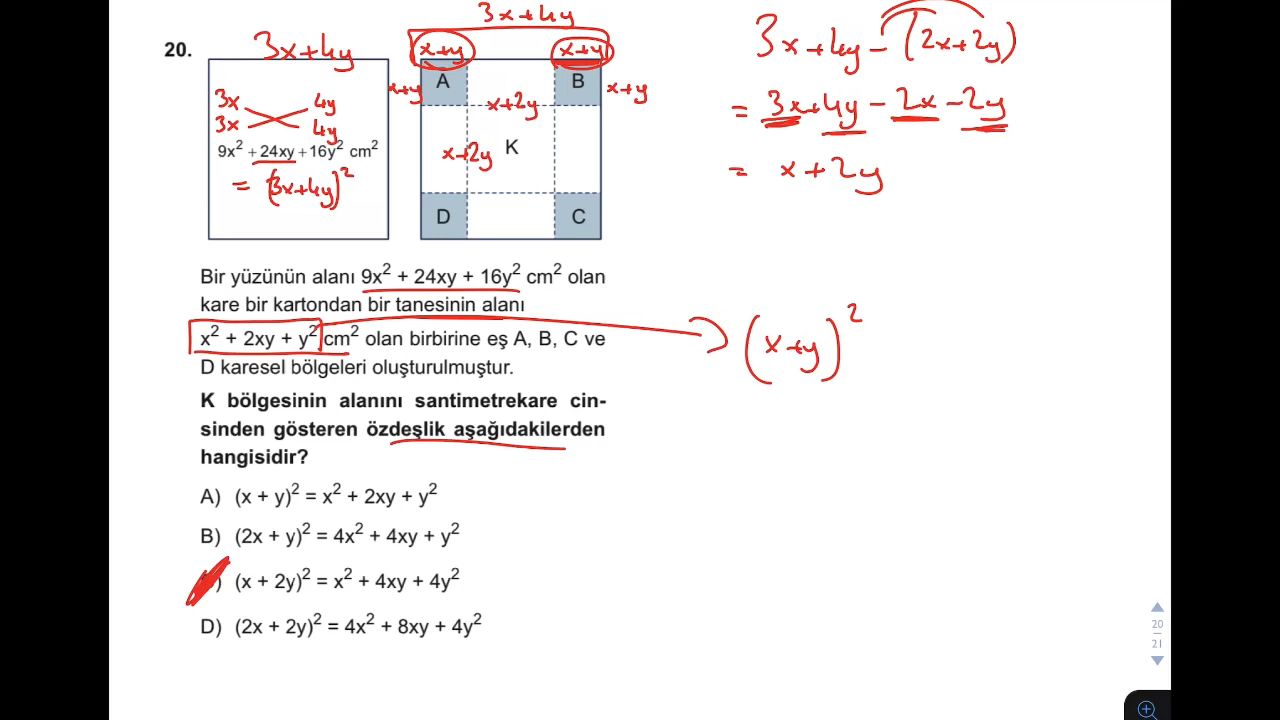 20.
3x+4y
3x 4y
3x 4y
9x² + 24xy + 16y² cm²
= (3x+4y)²
3x+4y
x+y x+y
x+y A B x+y
x+2y
x+2y K
D C
3x+4y-(2x+2y)
= 3x+4y-2x-2y
= x+2y
Bir yüzünün alanı 9x² + 24xy + 16y² cm² olan
kare bir kartondan bir tanesinin alanı
x² + 2xy + y² cm² olan birbirine eş A, B, C ve
D karesel bölgeleri oluşturulmuştur.
(x+y)²
K bölgesinin alanını santimetrekare cin-
sinden gösteren özdeşlik aşağıdakilerden
hangisidir?
A) (x + y)² = x² + 2xy + y²
B) (2x + y)² = 4x² + 4xy + y²
) (x + 2y)² = x² + 4xy + 4y²
D) (2x + 2y)² = 4x² + 8xy + 4y²
20
21